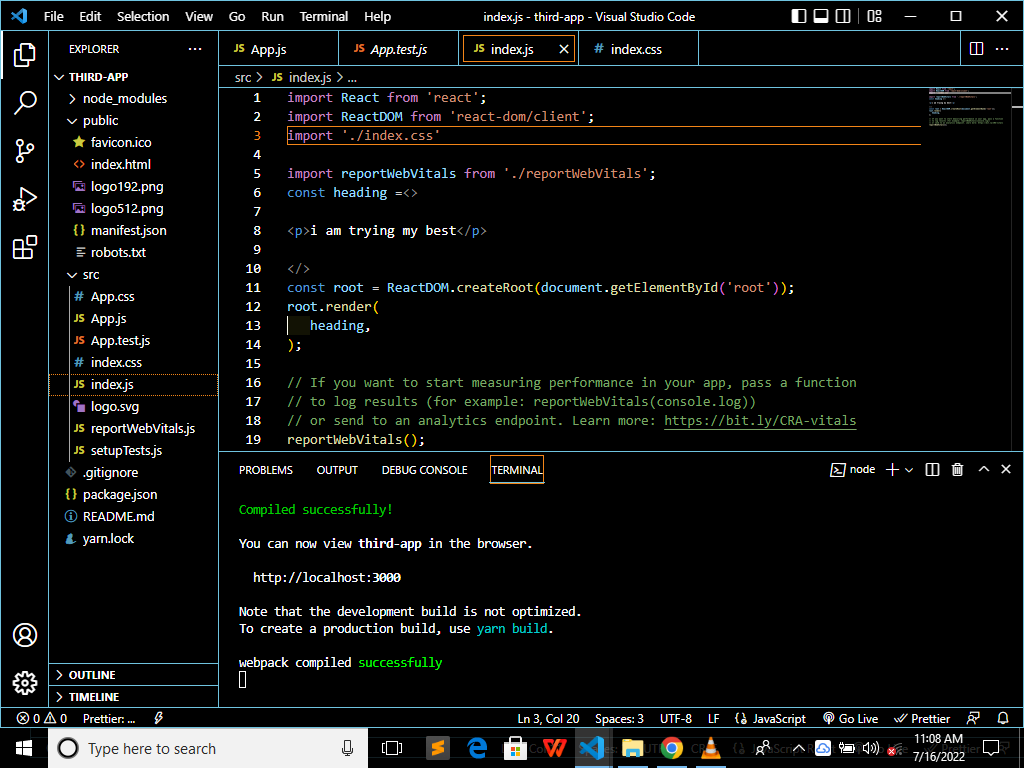 File Edit Selection View Go Run Terminal Help
index.js - third-app - Visual Studio Code
EXPLORER
THIRD-APP
node_modules
public
favicon.ico
index.html
logo192.png
logo512.png
manifest.json
robots.txt
src
App.css
App.js
App.test.js
index.css
index.js
logo.svg
reportWebVitals.js
setupTests.js
.gitignore
package.json
README.md
yarn.lock
OUTLINE
TIMELINE
JS App.js JS App.test.js JS index.js # index.css
src > JS index.js > ...
1 import React from 'react';
2 import ReactDOM from 'react-dom/client';
3 import './index.css'
4
5 import reportWebVitals from './reportWebVitals';
6 const heading =<>
7
8 <p>i am trying my best</p>
9
10 </>
11 const root = ReactDOM.createRoot(document.getElementById('root'));
12 root.render(
13 heading,
14 );
15
16 // If you want to start measuring performance in your app, pass a function
17 // to log results (for example: reportWebVitals(console.log))
18 // or send to an analytics endpoint. Learn more: https://bit.ly/CRA-vitals
19 reportWebVitals();
PROBLEMS OUTPUT DEBUG CONSOLE TERMINAL
node
Compiled successfully!
You can now view third-app in the browser.
http://localhost:3000
Note that the development build is not optimized.
To create a production build, use yarn build.
webpack compiled successfully
0 0 Prettier: ...
Ln 3, Col 20 Spaces: 3 UTF-8 LF {} JavaScript Go Live Prettier
Type here to search
11:08 AM
7/16/2022